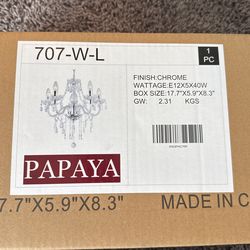 707-W-L
1
PC
FINISH:CHROME
WATTAGE:E12X5X40W
BOX SIZE:17.7"X5.9"X8.3"
GW: 2.31 KGS
PAPAYA
7.7"X5.9"X8.3"
MADE IN C